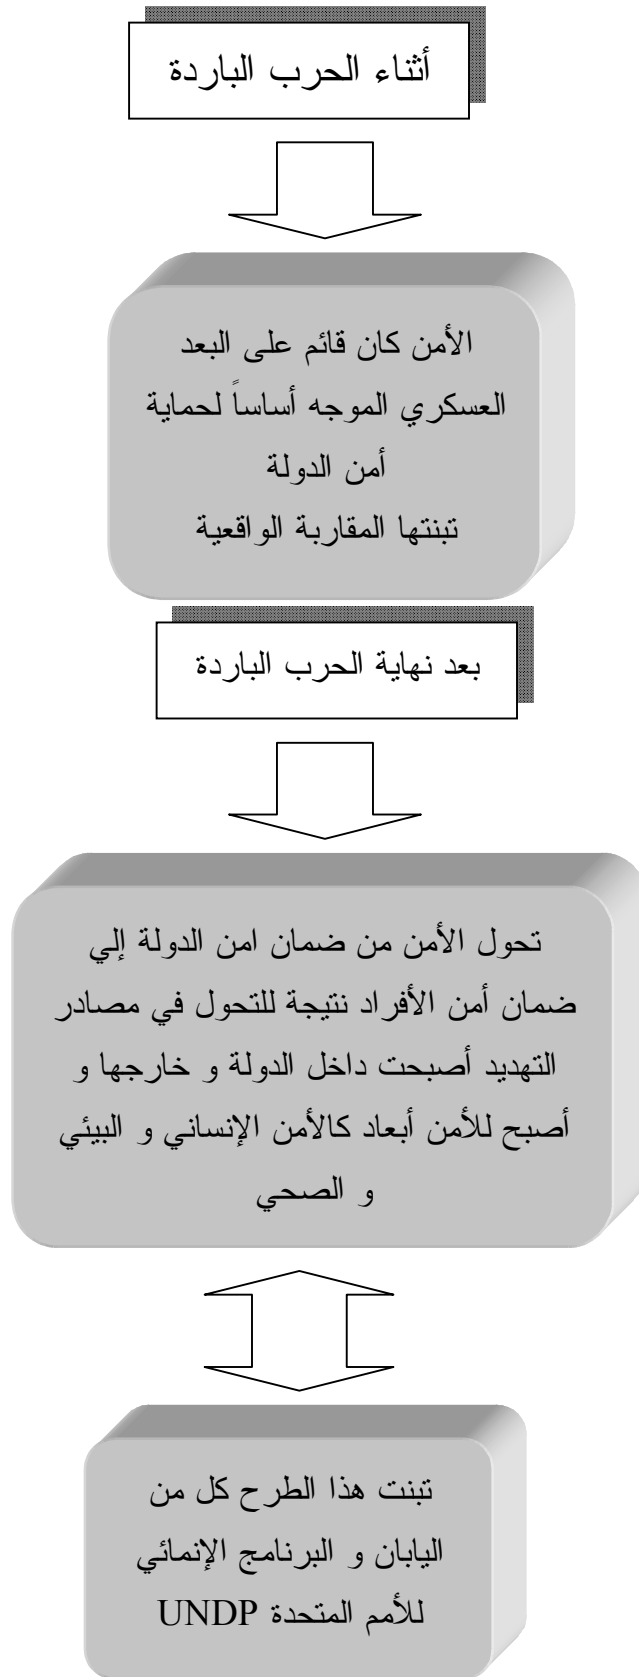 أثناء الحرب الباردة
الأمن كان قائم على البعد
العسكري الموجه أساساً لحماية
أمن الدولة
تبنتها المقاربة الواقعية
بعد نهاية الحرب الباردة
تحول الأمن من ضمان امن الدولة إلي
ضمان أمن الأفراد نتيجة للتحول في مصادر
التهديد أصبحت داخل الدولة و خارجها و
أصبح للأمن أبعاد كالأمن الإنساني و البيئي
و الصحي
تبنت هذا الطرح كل من
اليابان و البرنامج الإنمائي
للأمم المتحدة UNDP